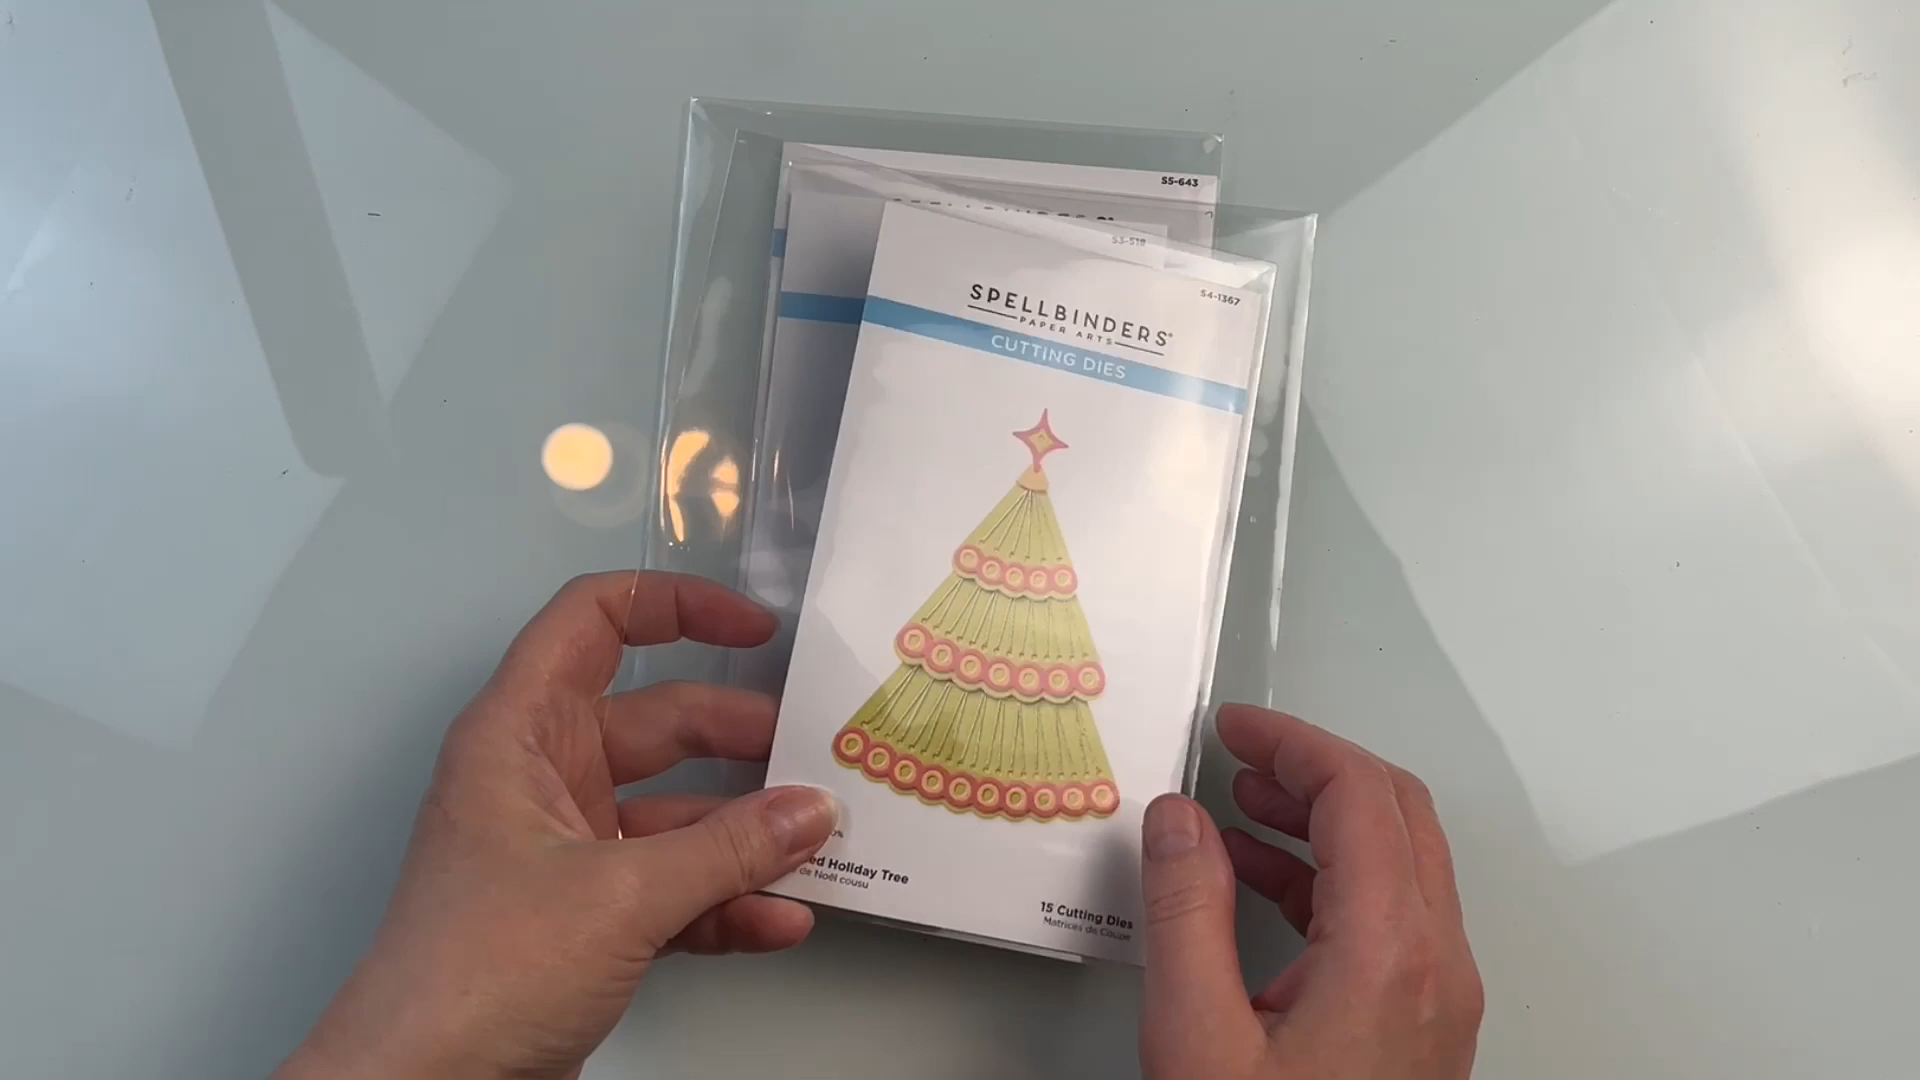 S5-643
S3-518
S4-1367
SPELLBINDERS®
PAPER ARTS
CUTTING DIES
Holiday Tree
de Noël cousu
15 Cutting Dies
Matrices de Coupe